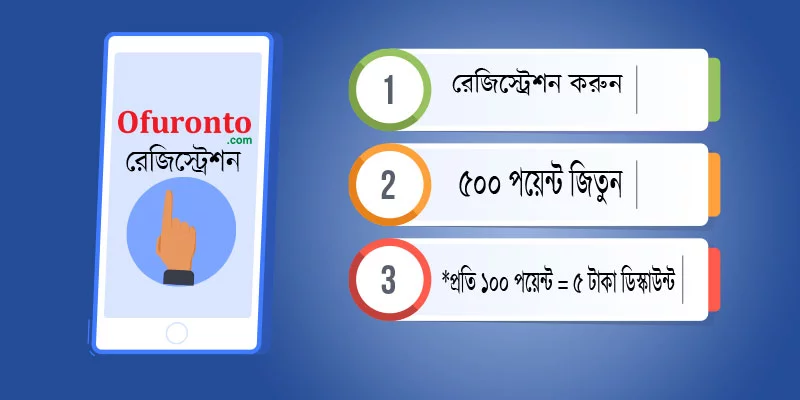 Ofuronto
.com
রেজিস্ট্রেশন
1
রেজিস্ট্রেশন করুন
2
৫০০ পয়েন্ট জিতুন
3
*প্রতি ১০০ পয়েন্ট = ৫ টাকা ডিস্কাউন্ট